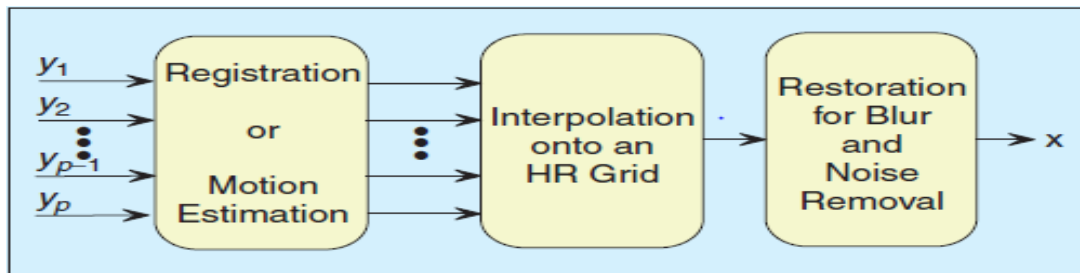 y₁
y₂
yₚ₋₁
yₚ
Registration
or
Motion
Estimation
Interpolation
onto an
HR Grid
Restoration
for Blur
and
Noise
Removal
x